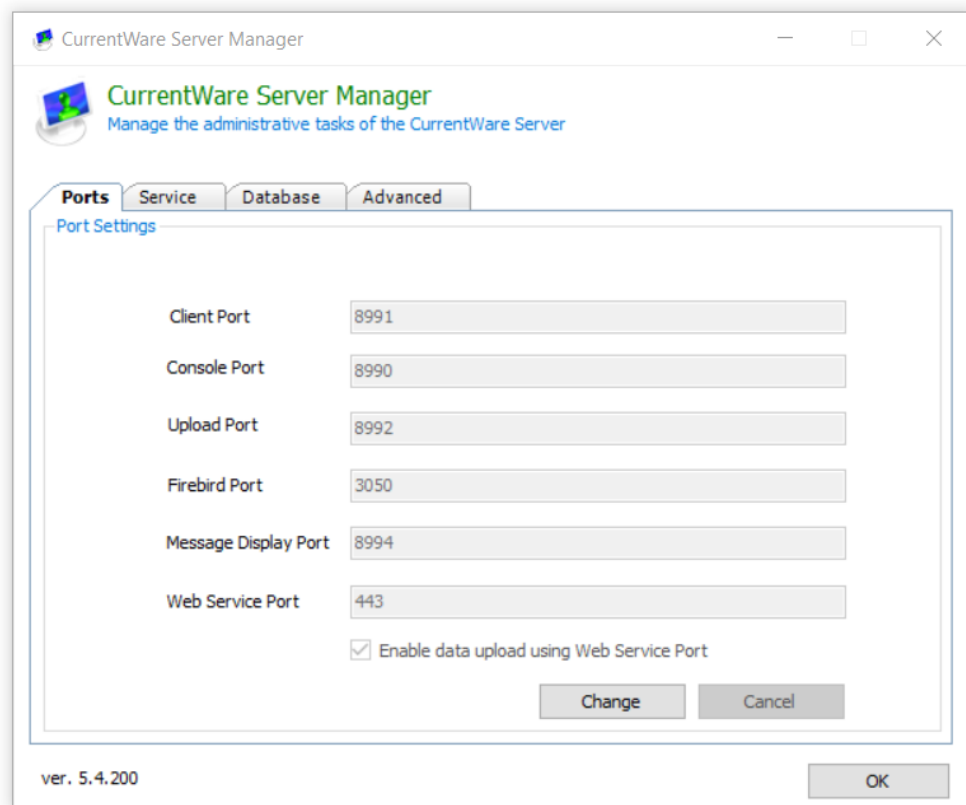 CurrentWare Server Manager
CurrentWare Server Manager
Manage the administrative tasks of the CurrentWare Server
Ports Service Database Advanced
Port Settings
Client Port 8991
Console Port 8990
Upload Port 8992
Firebird Port 3050
Message Display Port 8994
Web Service Port 443
Enable data upload using Web Service Port
Change Cancel
ver. 5.4.200 OK